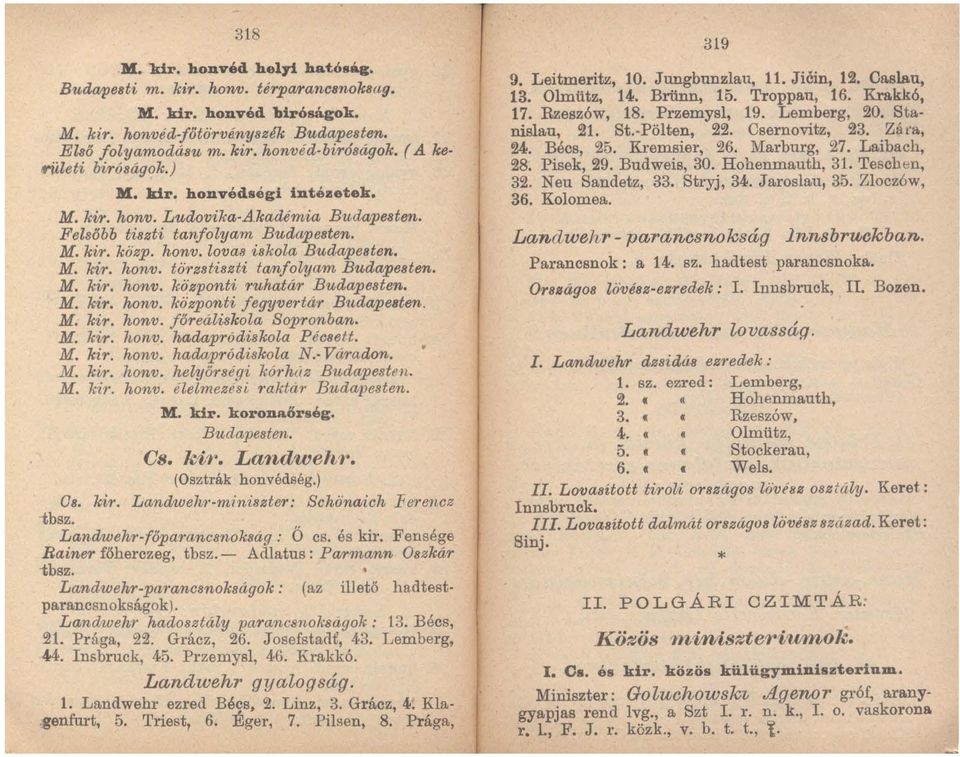 318
M. kir. honvéd helyi hatóság.
Budapesti m. kir. honv. térparancsnokság.
M. kir. honvéd biróságok.
M. kir. honvéd-főtörvényszék Budapesten.
Első folyamodásu m. kir. honvéd-biróságok. (A ke-
rületi biróságok.)
M. kir. honvédségi intézetek.
M. kir. honv. Ludovika-Akadémia Budapesten.
Felsőbb tiszti tanfolyam Budapesten.
M. kir. közp. honv. lovas iskola Budapesten.
M. kir. honv. törzstiszti tanfolyam Budapesten.
M. kir. honv. központi ruhatár Budapesten.
M. kir. honv. központi fegyvertár Budapesten.
M. kir. honv. főreáliskola Sopronban.
M. kir. honv. hadapródiskola Pécsett.
M. kir. honv. hadapródiskola N.-Váradon.
M. kir. honv. helyőrségi kórház Budapesten.
M. kir. honv. élelmezési raktár Budapesten.
M. kir. koronaőrség.
Budapesten.
Cs. kir. Landwehr.
(Osztrák honvédség.)
Cs. kir. Landwehr-miniszter: Schönaich Ferencz
tbsz.
Landwehr-főparancsnokság: Ő cs. és kir. Fensége
Rainer főherczeg, tbsz. — Adlatus: Parmann Oszkár
tbsz.
Landwehr-parancsnokságok: (az illető hadtest-
parancsnokságok).
Landwehr hadosztály parancsnokságok: 13. Bécs,
21. Prága, 22. Grácz, 26. Josefstadt, 43. Lemberg,
44. Insbruck, 45. Przemysl, 46. Krakkó.
Landwehr gyalogság.
1. Landwehr ezred Bécs, 2. Linz, 3. Grácz, 4. Kla-
genfurt, 5. Triest, 6. Éger, 7. Pilsen, 8. Prága,
319
9. Leitmeritz, 10. Jungbunzlau, 11. Jičin, 12. Caslau,
13. Olmütz, 14. Brünn, 15. Troppau, 16. Krakkó,
17. Rzeszów, 18. Przemysl, 19. Lemberg, 20. Sta-
nislau, 21. St.-Pölten, 22. Csernovitz, 23. Zára,
24. Bécs, 25. Kremsier, 26. Marburg, 27. Laibach,
28. Pisek, 29. Budweis, 30. Hohenmauth, 31. Teschen,
32. Neu Sandetz, 33. Stryj, 34. Jaroslau, 35. Zloczów,
36. Kolomea.
Landwehr-parancsnokság Innsbruckban.
Parancsnok: a 14. sz. hadtest parancsnoka.
Országos lövész-ezredek: I. Innsbruck, II. Bozen.
Landwehr lovasság.
I. Landwehr dzsidás ezredek:
1. sz. ezred: Lemberg,
2. « « Hohenmauth,
3. « « Rzeszów,
4. « « Olmütz,
5. « « Stockerau,
6. « « Wels.
II. Lovasított tiroli országos lövész osztály. Keret:
Innsbruck.
III. Lovasított dalmát országos lövész század. Keret:
Sinj.
*
II. POLGÁRI CZIMTÁR.
Közös miniszteriumok.
I. Cs. és kir. közös külügyminiszterium.
Miniszter: Goluchowski Agenor gróf, arany-
gyapjas rend lvg., a Szt I. r. n. k., I. o. vaskorona
r. l., F. J. r. közk., v. b. t. t.,